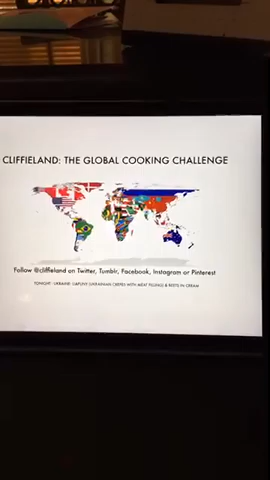 CLIFFIELAND: THE GLOBAL COOKING CHALLENGE
Follow @cliffieland on Twitter, Tumblr, Facebook, Instagram or Pinterest
TONIGHT: UKRAINE: (UKRAINIAN CREPES WITH MEAT FILLING) & BEETS IN CREAM